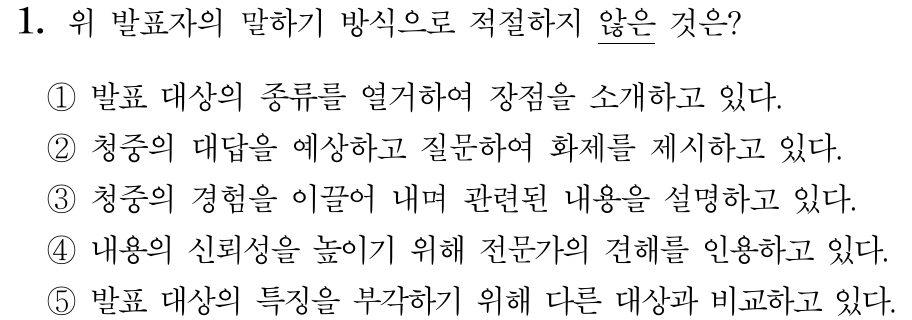 1. 위 발표자의 말하기 방식으로 적절하지 않은 것은?
① 발표 대상의 종류를 열거하여 장점을 소개하고 있다.
② 청중의 대답을 예상하고 질문하여 화제를 제시하고 있다.
③ 청중의 경험을 이끌어 내며 관련된 내용을 설명하고 있다.
④ 내용의 신뢰성을 높이기 위해 전문가의 견해를 인용하고 있다.
⑤ 발표 대상의 특징을 부각하기 위해 다른 대상과 비교하고 있다.